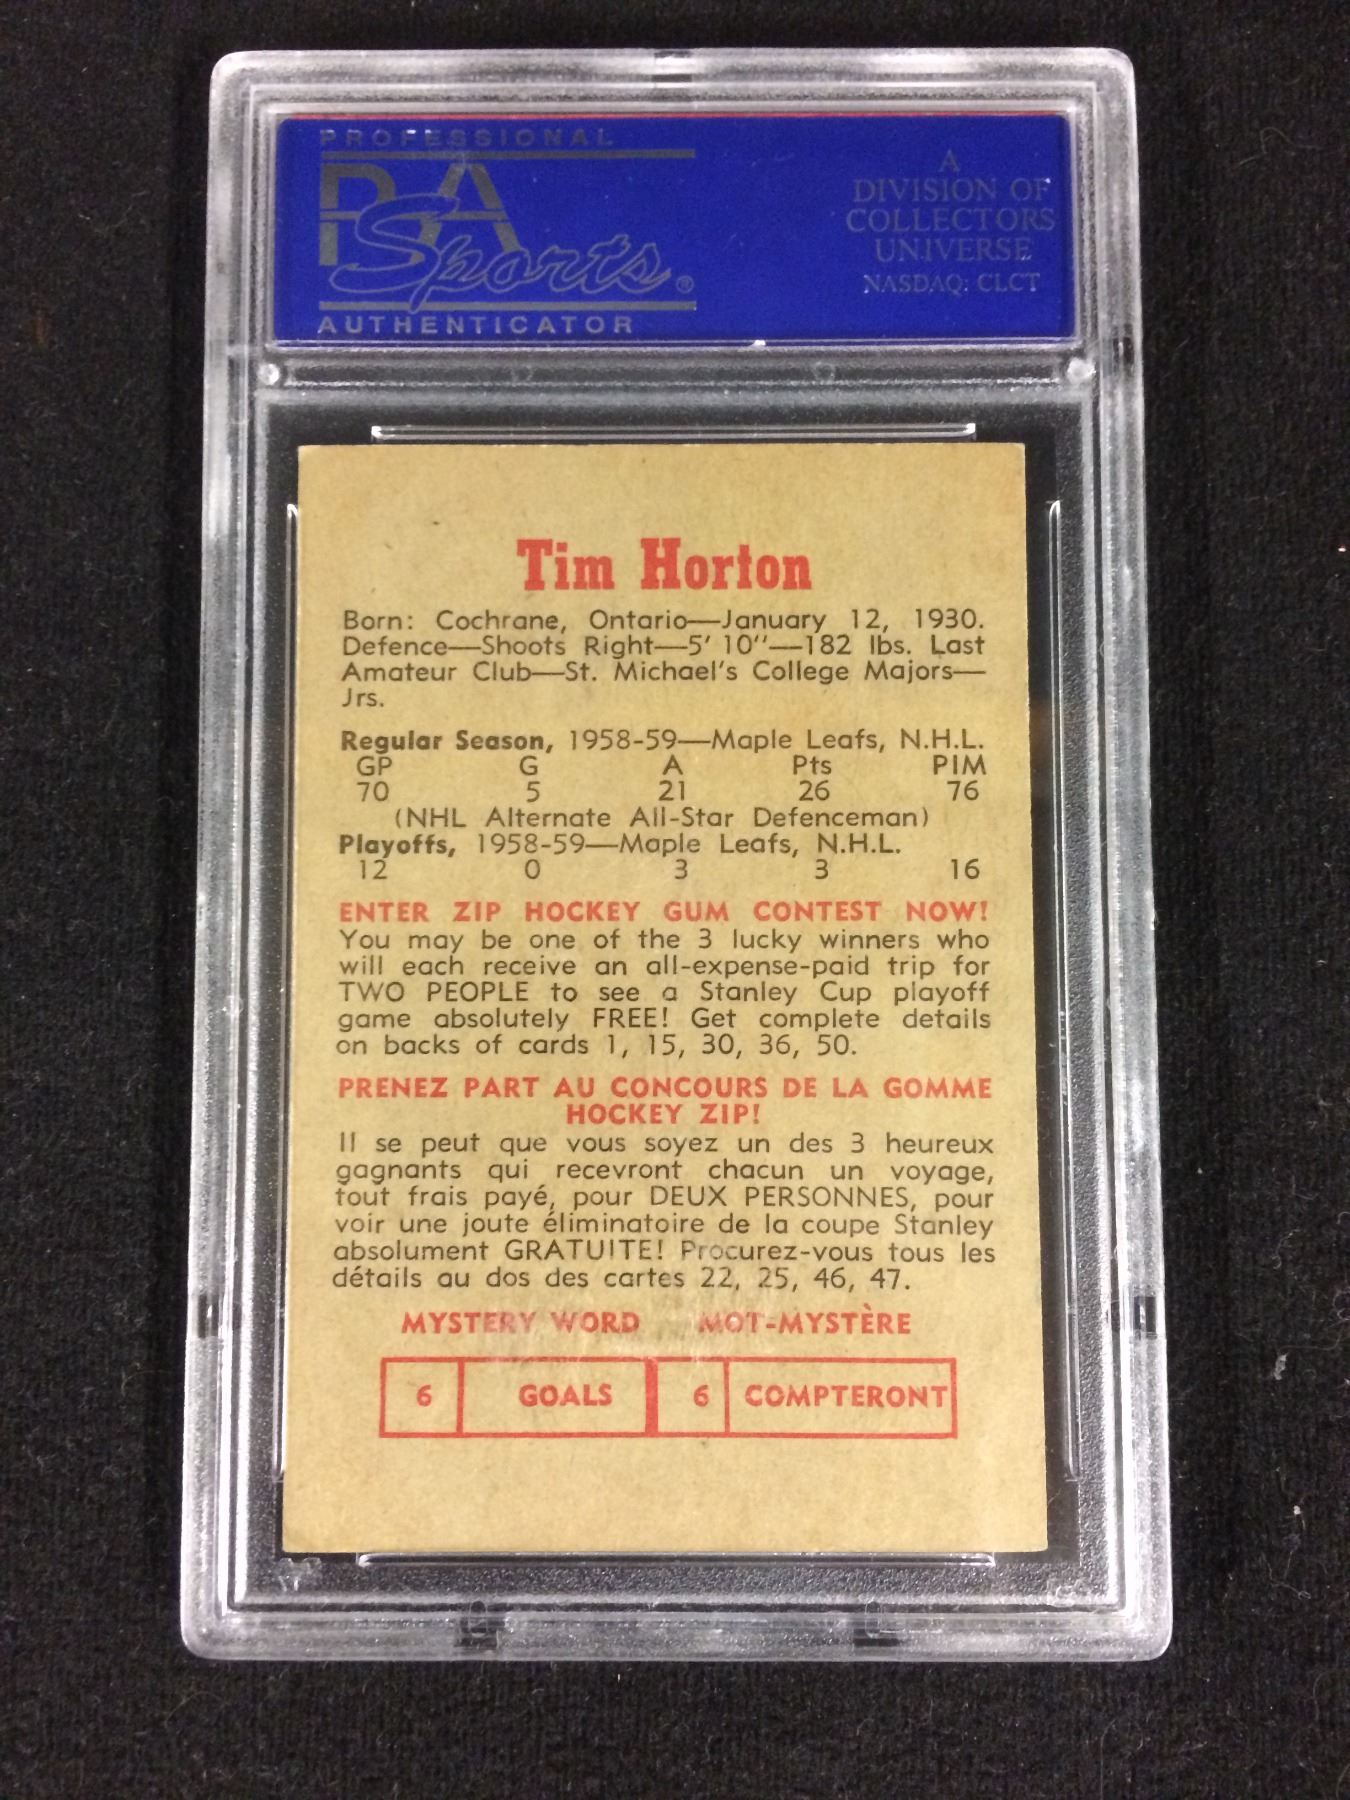 PROFESSIONAL
PSA
Sports®
AUTHENTICATOR
A
DIVISION OF
COLLECTORS
UNIVERSE
NASDAQ: CLCT
Tim Horton
Born: Cochrane, Ontario—January 12, 1930.
Defence—Shoots Right—5' 10"—182 lbs. Last
Amateur Club—St. Michael's College Majors—
Jrs.
Regular Season, 1958-59—Maple Leafs, N.H.L.
GP G A Pts PIM
70 5 21 26 76
(NHL Alternate All-Star Defenceman)
Playoffs, 1958-59—Maple Leafs, N.H.L.
12 0 3 3 16
ENTER ZIP HOCKEY GUM CONTEST NOW!
You may be one of the 3 lucky winners who
will each receive an all-expense-paid trip for
TWO PEOPLE to see a Stanley Cup playoff
game absolutely FREE! Get complete details
on backs of cards 1, 15, 30, 36, 50.
PRENEZ PART AU CONCOURS DE LA GOMME
HOCKEY ZIP!
Il se peut que vous soyez un des 3 heureux
gagnants qui recevront chacun un voyage,
tout frais payé, pour DEUX PERSONNES, pour
voir une joute éliminatoire de la coupe Stanley
absolument GRATUITE! Procurez-vous tous les
détails au dos des cartes 22, 25, 46, 47.
MYSTERY WORD MOT-MYSTÈRE
6 GOALS 6 COMPTERONT